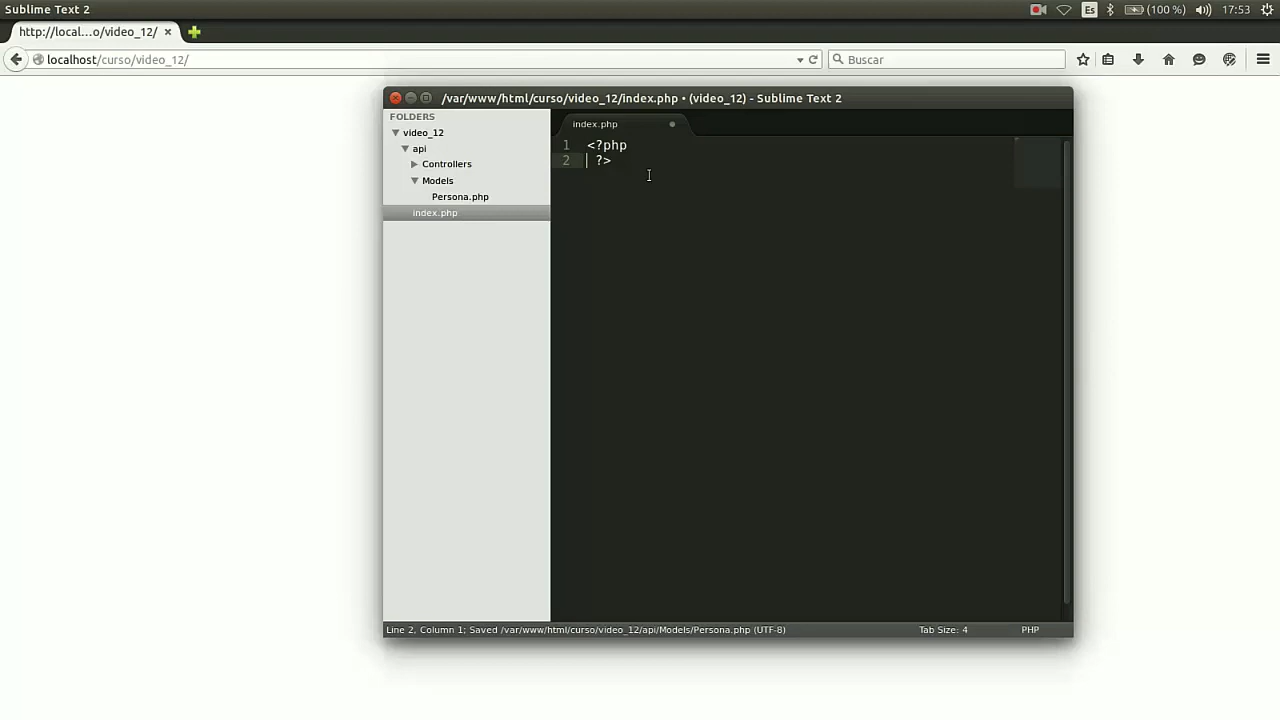 Sublime Text 2
Es
(100 %)
17:53
http://local...o/video_12/
localhost/curso/video_12/
Buscar
/var/www/html/curso/video_12/index.php • (video_12) - Sublime Text 2
FOLDERS
video_12
api
Controllers
Models
Persona.php
index.php
index.php
1 <?php
2 ?>
Line 2, Column 1; Saved /var/www/html/curso/video_12/api/Models/Persona.php (UTF-8)
Tab Size: 4
PHP